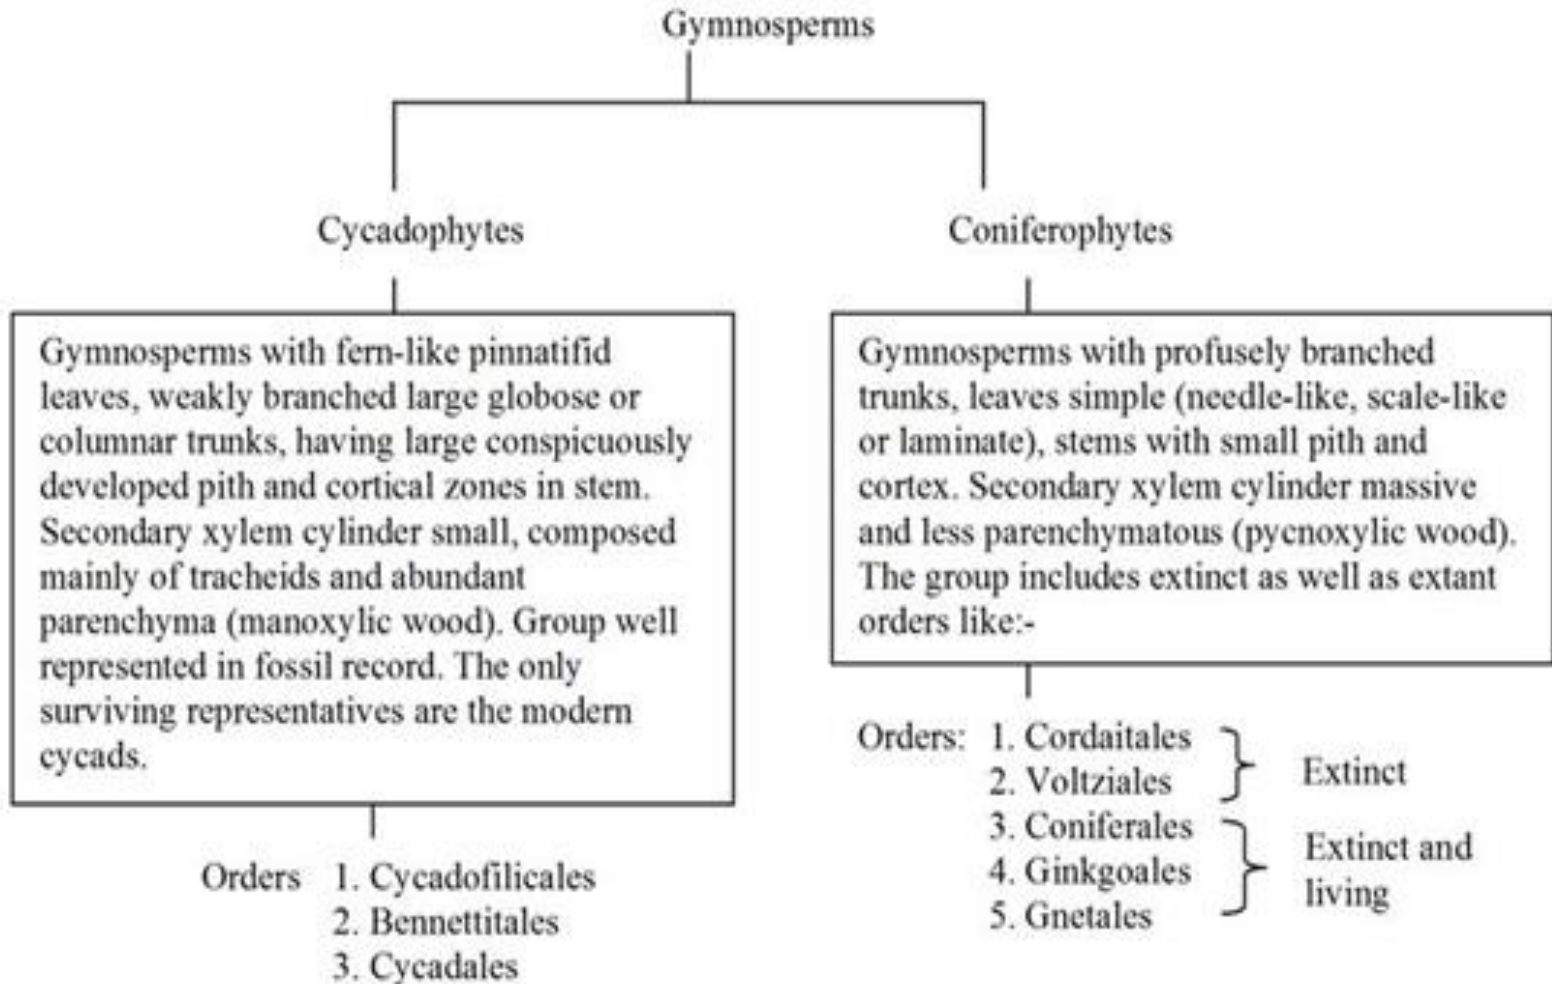 Gymnosperms
Cycadophytes
Gymnosperms with fern-like pinnatifid
leaves, weakly branched large globose or
columnar trunks, having large conspicuously
developed pith and cortical zones in stem.
Secondary xylem cylinder small, composed
mainly of tracheids and abundant
parenchyma (manoxylic wood). Group well
represented in fossil record. The only
surviving representatives are the modern
cycads.
Orders 1. Cycadofilicales
2. Bennettitales
3. Cycadales
Coniferophytes
Gymnosperms with profusely branched
trunks, leaves simple (needle-like, scale-like
or laminate), stems with small pith and
cortex. Secondary xylem cylinder massive
and less parenchymatous (pycnoxylic wood).
The group includes extinct as well as extant
orders like:-
Orders: 1. Cordaitales
2. Voltziales
Extinct
3. Coniferales
4. Ginkgoales
5. Gnetales
Extinct and
living